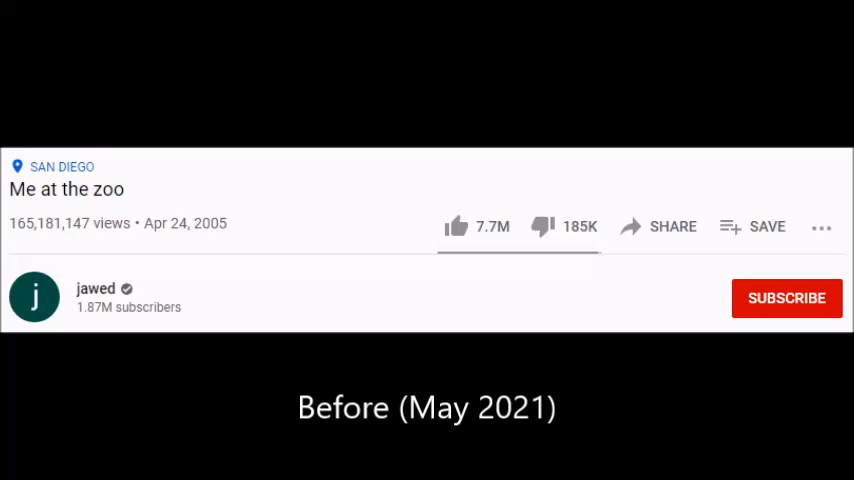 SAN DIEGO
Me at the zoo
165,181,147 views • Apr 24, 2005
7.7M 185K SHARE SAVE
j
jawed
1.87M subscribers
SUBSCRIBE
Before (May 2021)